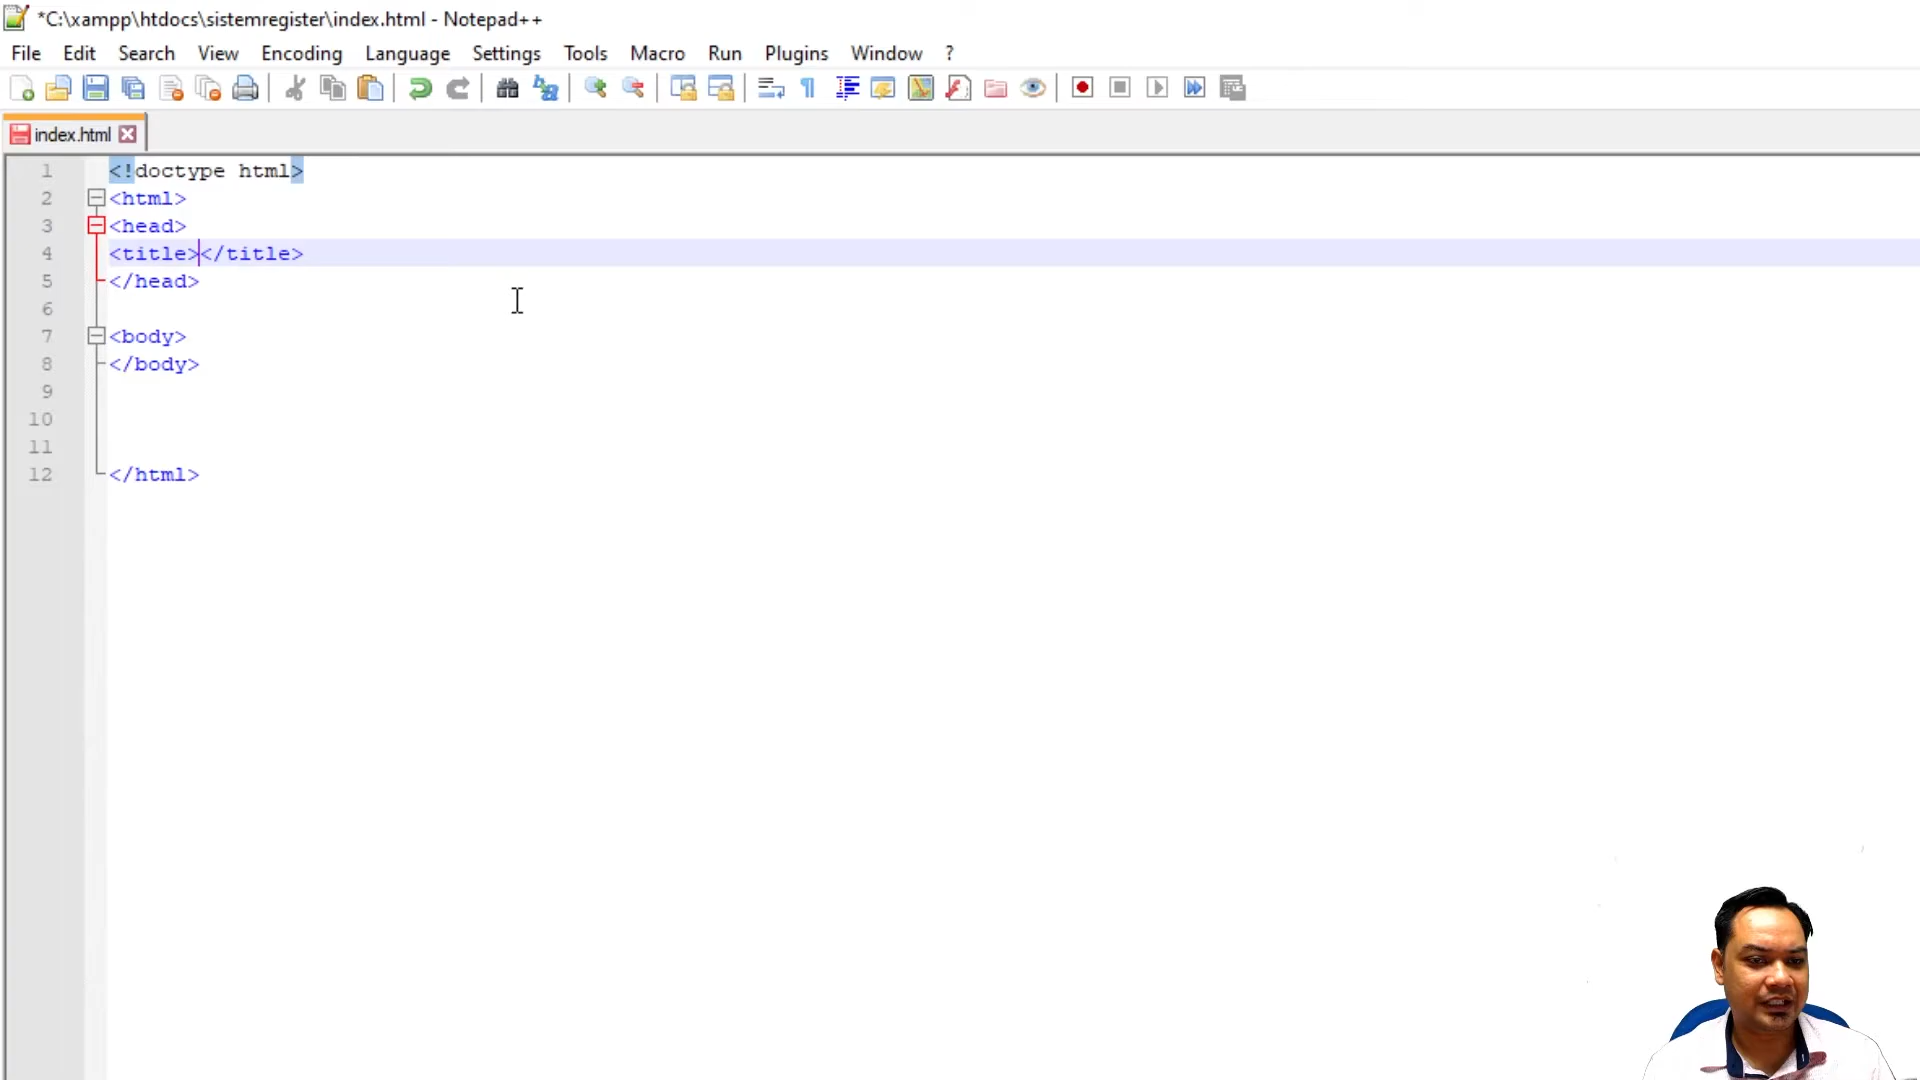 *C:\xampp\htdocs\sistemregister\index.html - Notepad++
File Edit Search View Encoding Language Settings Tools Macro Run Plugins Window ?
index.html
1 <!doctype html>
2 <html>
3 <head>
4 <title></title>
5 </head>
6
7 <body>
8 </body>
9
10
11
12 </html>